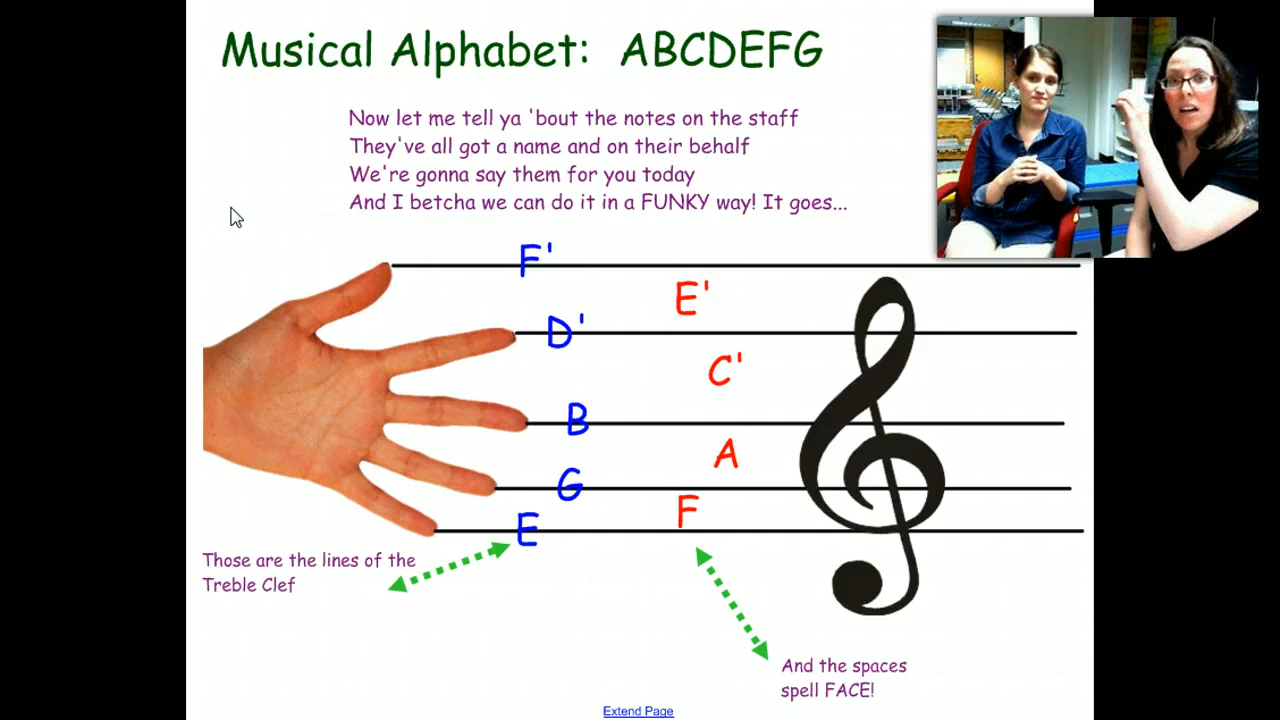 Musical Alphabet: ABCDEFG
Now let me tell ya 'bout the notes on the staff
They've all got a name and on their behalf
We're gonna say them for you today
And I betcha we can do it in a FUNKY way! It goes...
F'
E'
D'
C'
B
A
G
F
E
Those are the lines of the
Treble Clef
And the spaces
spell FACE!
Extend Page